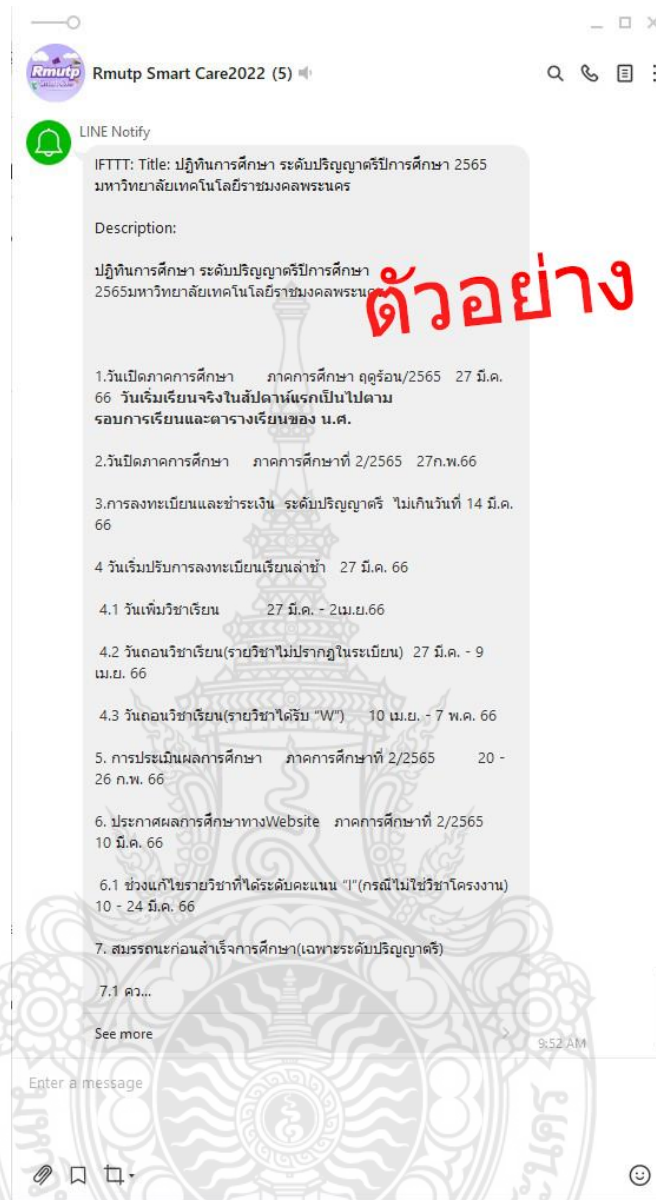 Rmutp
Rmutp Smart Care2022 (5)
LINE Notify
IFTTT: Title: ปฏิทินการศึกษา ระดับปริญญาตรีปีการศึกษา 2565
มหาวิทยาลัยเทคโนโลยีราชมงคลพระนคร
Description:
ปฏิทินการศึกษา ระดับปริญญาตรีปีการศึกษา
2565มหาวิทยาลัยเทคโนโลยีราชมงคลพระนคร
ตัวอย่าง
1.วันเปิดภาคการศึกษา ภาคการศึกษา ฤดูร้อน/2565 27 มี.ค.
66 วันเริ่มเรียนจริงในสัปดาห์แรกเป็นไปตาม
รอบการเรียนและตารางเรียนของ น.ศ.
2.วันปิดภาคการศึกษา ภาคการศึกษาที่ 2/2565 27ก.พ.66
3.การลงทะเบียนและชำระเงิน ระดับปริญญาตรี ไม่เกินวันที่ 14 มี.ค.
66
4 วันเริ่มปรับการลงทะเบียนเรียนล่าช้า 27 มี.ค. 66
4.1 วันเพิ่มวิชาเรียน 27 มี.ค. - 2เม.ย.66
4.2 วันถอนวิชาเรียน(รายวิชาไม่ปรากฏในระเบียน) 27 มี.ค. - 9
เม.ย. 66
4.3 วันถอนวิชาเรียน(รายวิชาได้รับ “W”) 10 เม.ย. - 7 พ.ค. 66
5. การประเมินผลการศึกษา ภาคการศึกษาที่ 2/2565 20 -
26 ก.พ. 66
6. ประกาศผลการศึกษาทางWebsite ภาคการศึกษาที่ 2/2565
10 มี.ค. 66
6.1 ช่วงแก้ไขรายวิชาที่ได้ระดับคะแนน “I”(กรณีไม่ใช่วิชาโครงงาน)
10 - 24 มี.ค. 66
7. สมรรถนะก่อนสำเร็จการศึกษา(เฉพาะระดับปริญญาตรี)
7.1 คว...
See more
9:52 AM
Enter a message